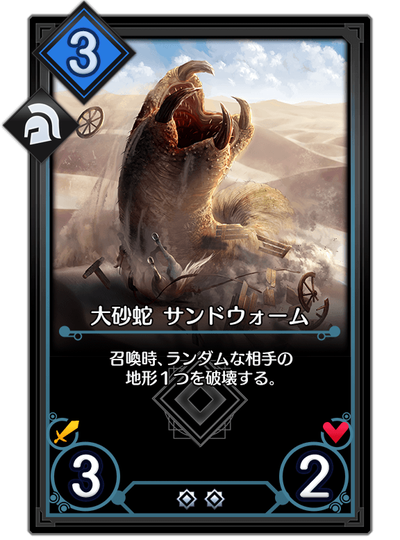 3
大砂蛇 サンドウォーム
召喚時、ランダムな相手の
地形1つを破壊する。
3
2